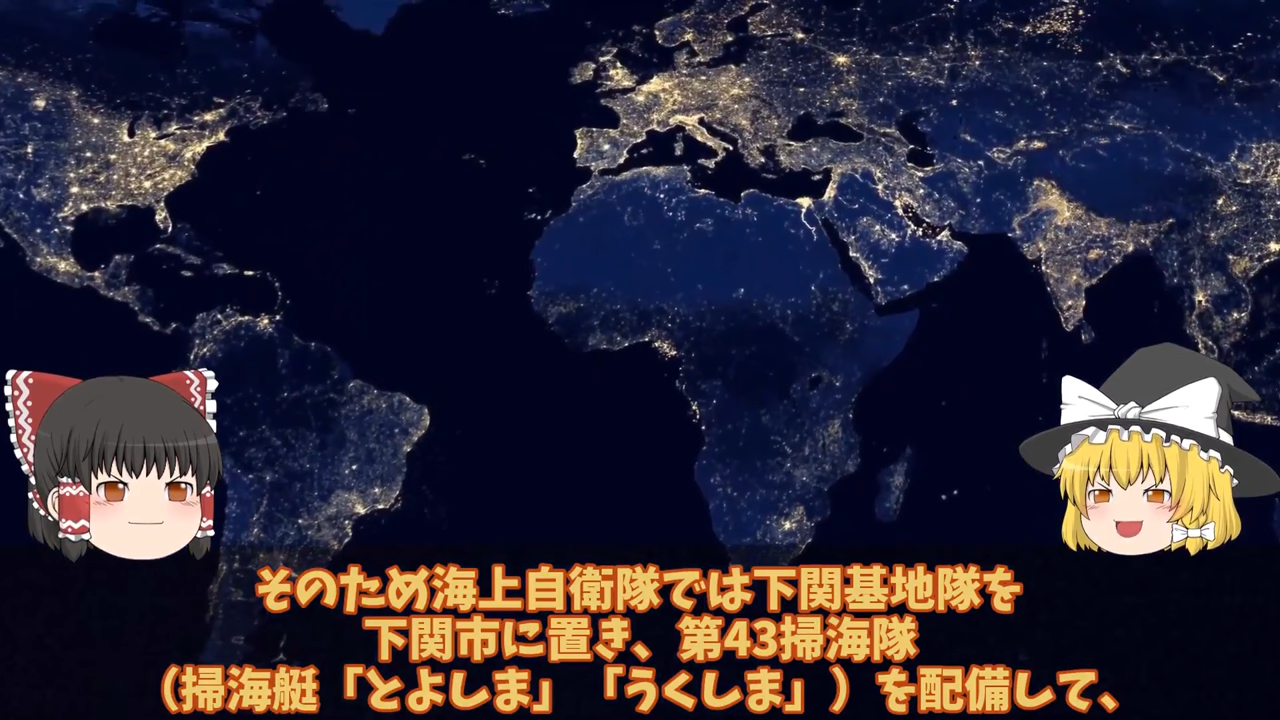 そのため海上自衛隊では下関基地隊を
下関市に置き、第43掃海隊
（掃海艇「とよしま」「うくしま」）を配備して、